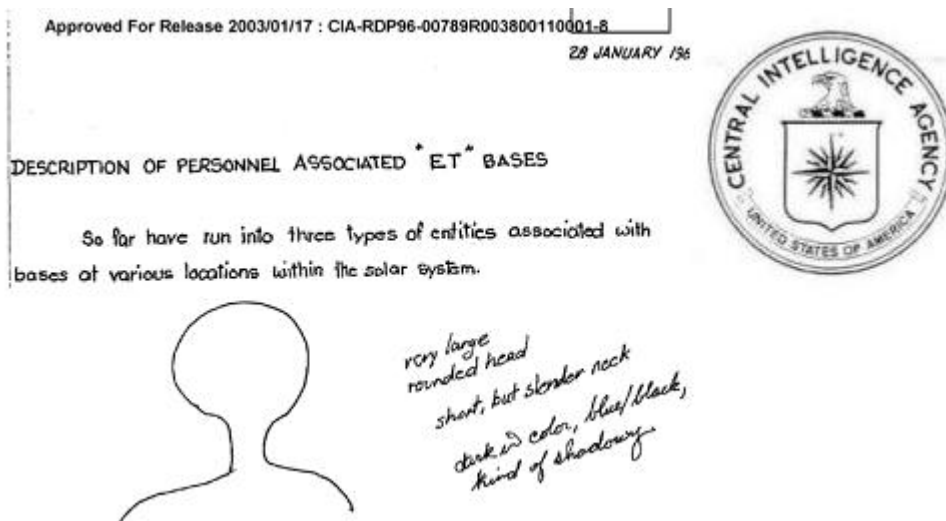 Approved For Release 2003/01/17 : CIA-RDP96-00789R003800110001-8
28 JANUARY 198
CENTRAL INTELLIGENCE AGENCY
UNITED STATES OF AMERICA
DESCRIPTION OF PERSONNEL ASSOCIATED "ET" BASES
So far have run into three types of entities associated with
bases at various locations within the solar system.
very large
rounded head
short, but slender neck
dark in color, blue/black,
kind of shadowy.